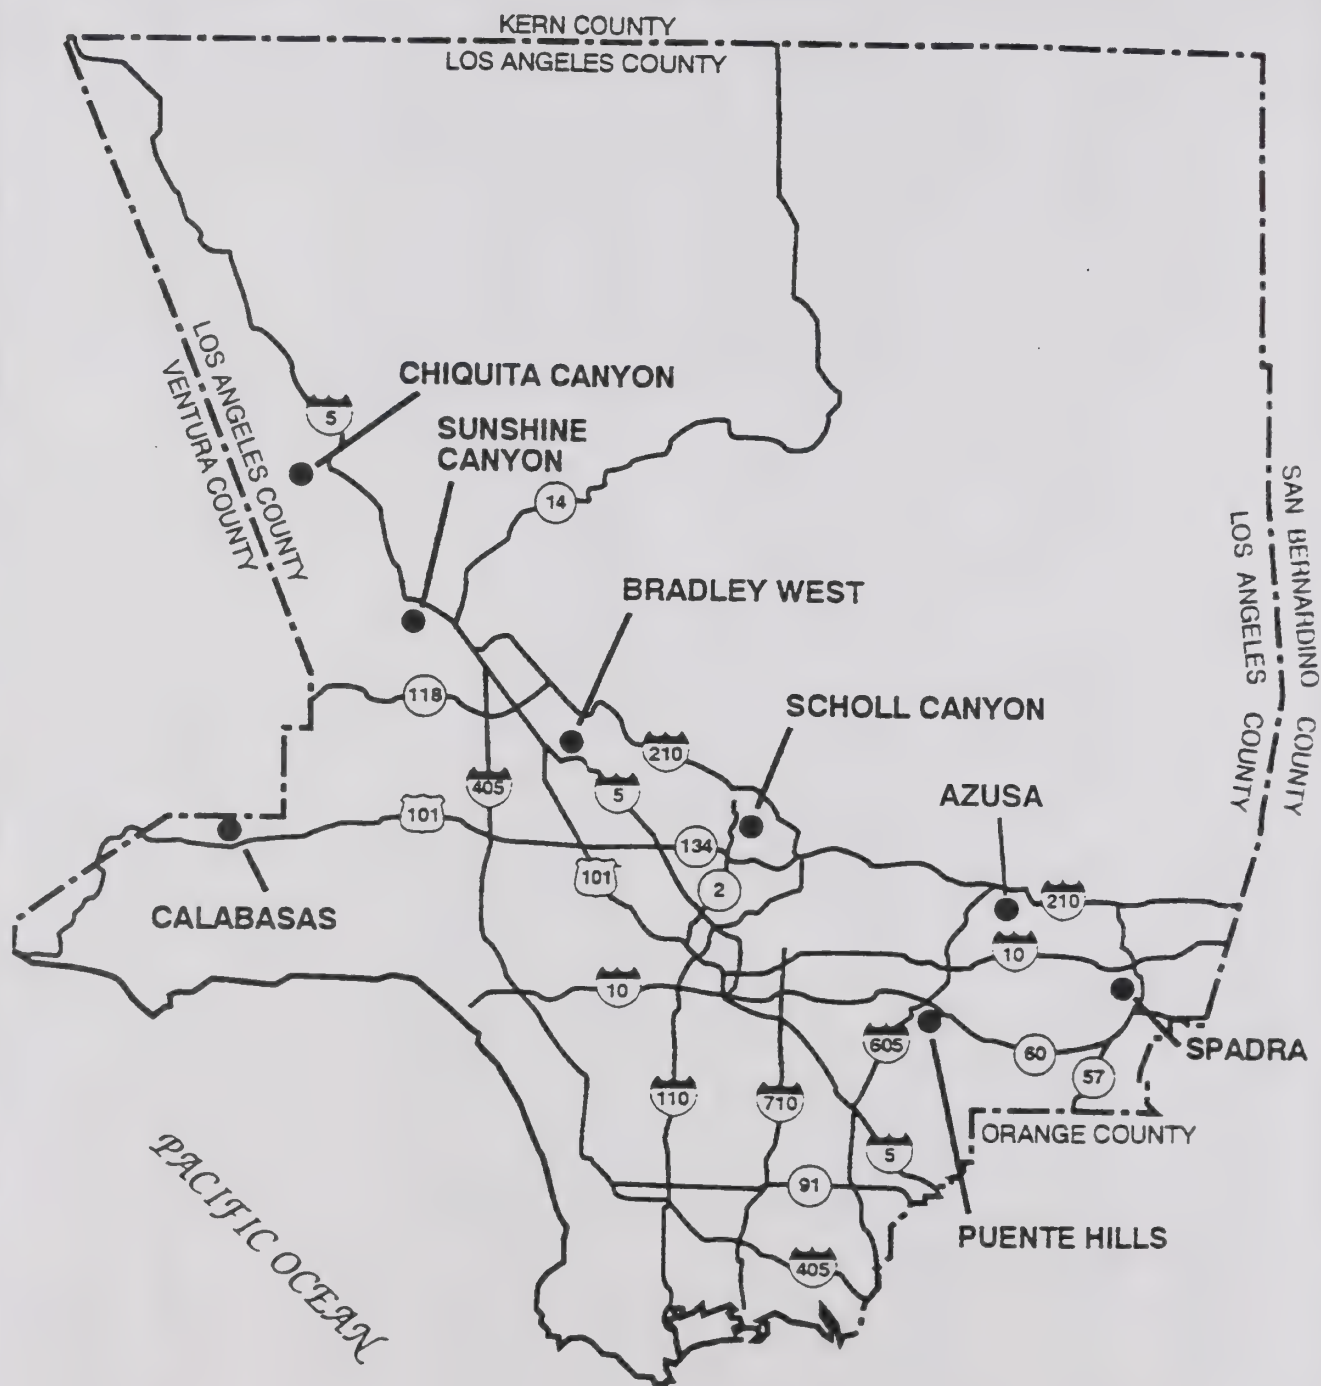 KERN COUNTY
LOS ANGELES COUNTY
LOS ANGELES COUNTY
VENTURA COUNTY
CHIQUITA CANYON
5
SUNSHINE
CANYON
14
SAN BERNARDINO COUNTY
LOS ANGELES COUNTY
BRADLEY WEST
118
SCHOLL CANYON
210
405
5
AZUSA
101
134
101
2
210
CALABASAS
10
10
605
60
SPADRA
57
110
710
ORANGE COUNTY
5
91
PACIFIC OCEAN
PUENTE HILLS
405